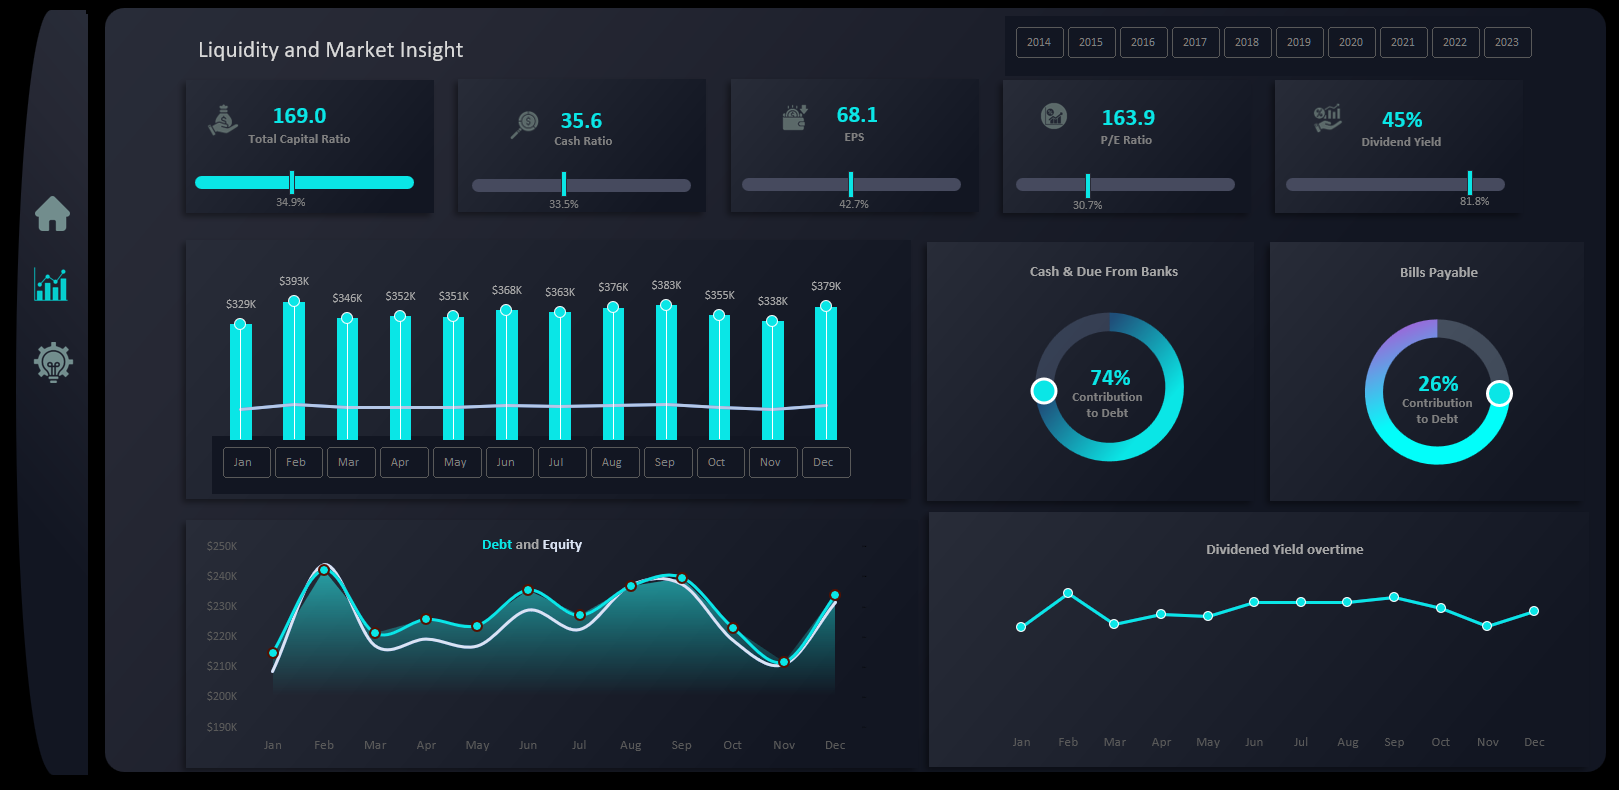 Liquidity and Market Insight
2014 2015 2016 2017 2018 2019 2020 2021 2022 2023
169.0
Total Capital Ratio
34.9%
35.6
Cash Ratio
33.5%
68.1
EPS
42.7%
163.9
P/E Ratio
30.7%
45%
Dividend Yield
81.8%
$329K $393K $346K $352K $351K $368K $363K $376K $383K $355K $338K $379K
Jan Feb Mar Apr May Jun Jul Aug Sep Oct Nov Dec
Cash & Due From Banks
74%
Contribution
to Debt
Bills Payable
26%
Contribution
to Debt
Debt and Equity
$250K
$240K
$230K
$220K
$210K
$200K
$190K
Jan Feb Mar Apr May Jun Jul Aug Sep Oct Nov Dec
Dividened Yield overtime
Jan Feb Mar Apr May Jun Jul Aug Sep Oct Nov Dec